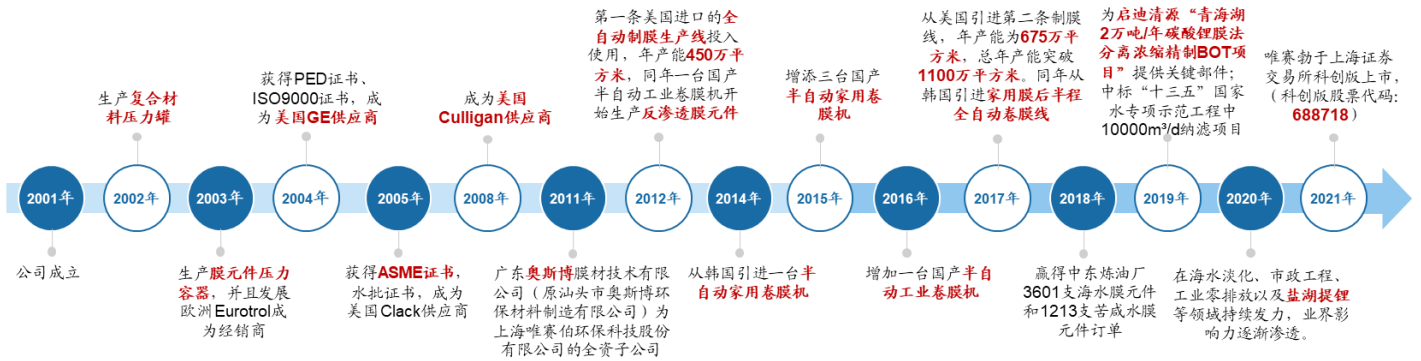 2001年
公司成立
2002年
生产复合材
料压力罐
2003年
生产膜元件压力
容器，并且发展
欧洲Eurotrol成
为经销商
2004年
获得PED证书、
ISO9000证书，成
为美国GE供应商
2005年
获得ASME证书，
水批证书，成为
美国Clack供应商
2008年
成为美国
Culligan供应商
2011年
广东奥斯博膜材技术有限
公司（原汕头市奥斯博环
保材料制造有限公司）为
上海唯赛伯环保科技股份
有限公司的全资子公司
2012年
第一条美国进口的全
自动制膜生产线投入
使用，年产能450万平
方米，同年一台国产
半自动工业卷膜机开
始生产反渗透膜元件
2014年
从韩国引进一台半
自动家用卷膜机
2015年
增添三台国产
半自动家用卷
膜机
2016年
增加一台国产半自
动工业卷膜机
2017年
从美国引进第二条制膜
线，年产能为675万平
方米，总年产能突破
1100万平方米。同年从
韩国引进家用膜后半程
全自动卷膜线
2018年
赢得中东炼油厂
3601支海水膜元件
和1213支苦咸水膜
元件订单
2019年
为启迪清源“青海湖
2万吨/年碳酸锂膜法
分离浓缩精制BOT项
目”提供关键部件；
中标“十三五”国家
水专项示范工程中
10000m³/d纳滤项目
2020年
在海水淡化、市政工程、
工业零排放以及盐湖提锂
等领域持续发力，业界影
响力逐渐渗透。
2021年
唯赛勃于上海证券
交易所科创版上市，
（科创版股票代码：
688718）